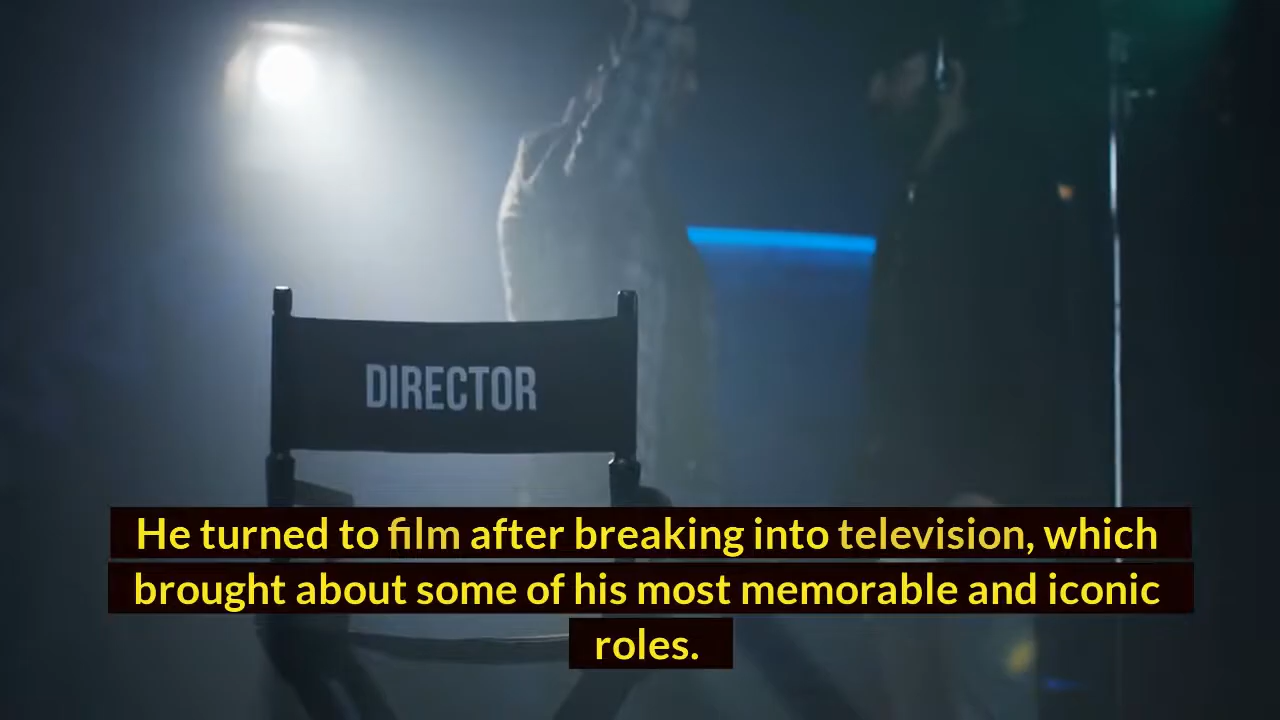 DIRECTOR
He turned to film after breaking into television, which
brought about some of his most memorable and iconic
roles.